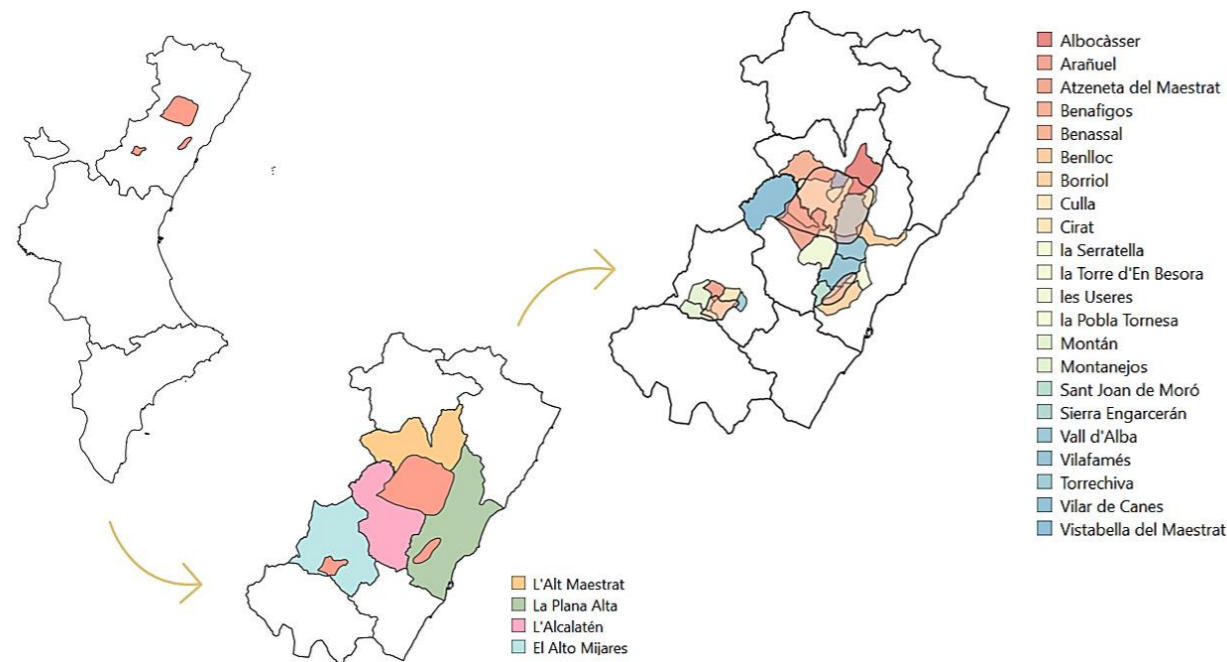 Albocàsser
Arañuel
Atzeneta del Maestrat
Benafigos
Benassal
Benlloc
Borriol
Culla
Cirat
la Serratella
la Torre d'En Besora
les Useres
la Pobla Tornesa
Montán
Montanejos
Sant Joan de Moró
Sierra Engarcerán
Vall d'Alba
Vilafamés
Torrechiva
Vilar de Canes
Vistabella del Maestrat
L'Alt Maestrat
La Plana Alta
L'Alcalatén
El Alto Mijares